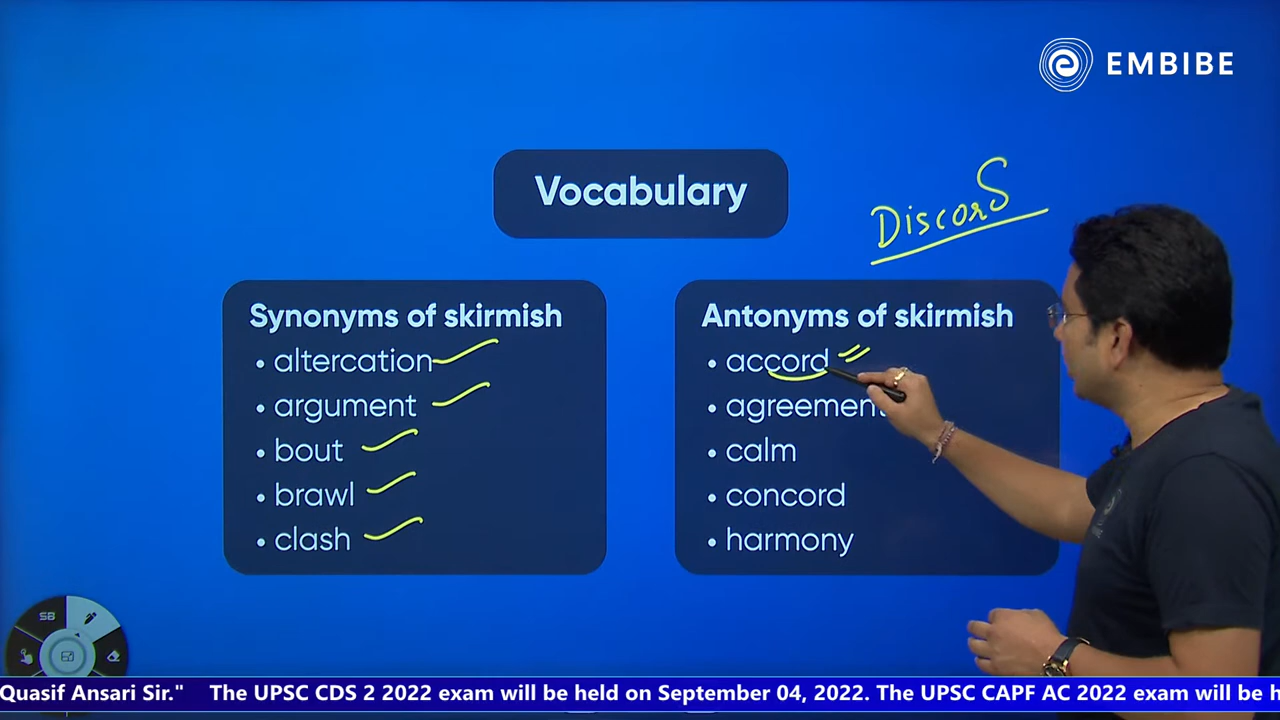 EMBIBE
Vocabulary
Discord
Synonyms of skirmish
• altercation
• argument
• bout
• brawl
• clash
Antonyms of skirmish
• accord
• agreement
• calm
• concord
• harmony
SB
Quasif Ansari Sir." The UPSC CDS 2 2022 exam will be held on September 04, 2022. The UPSC CAPF AC 2022 exam will be h